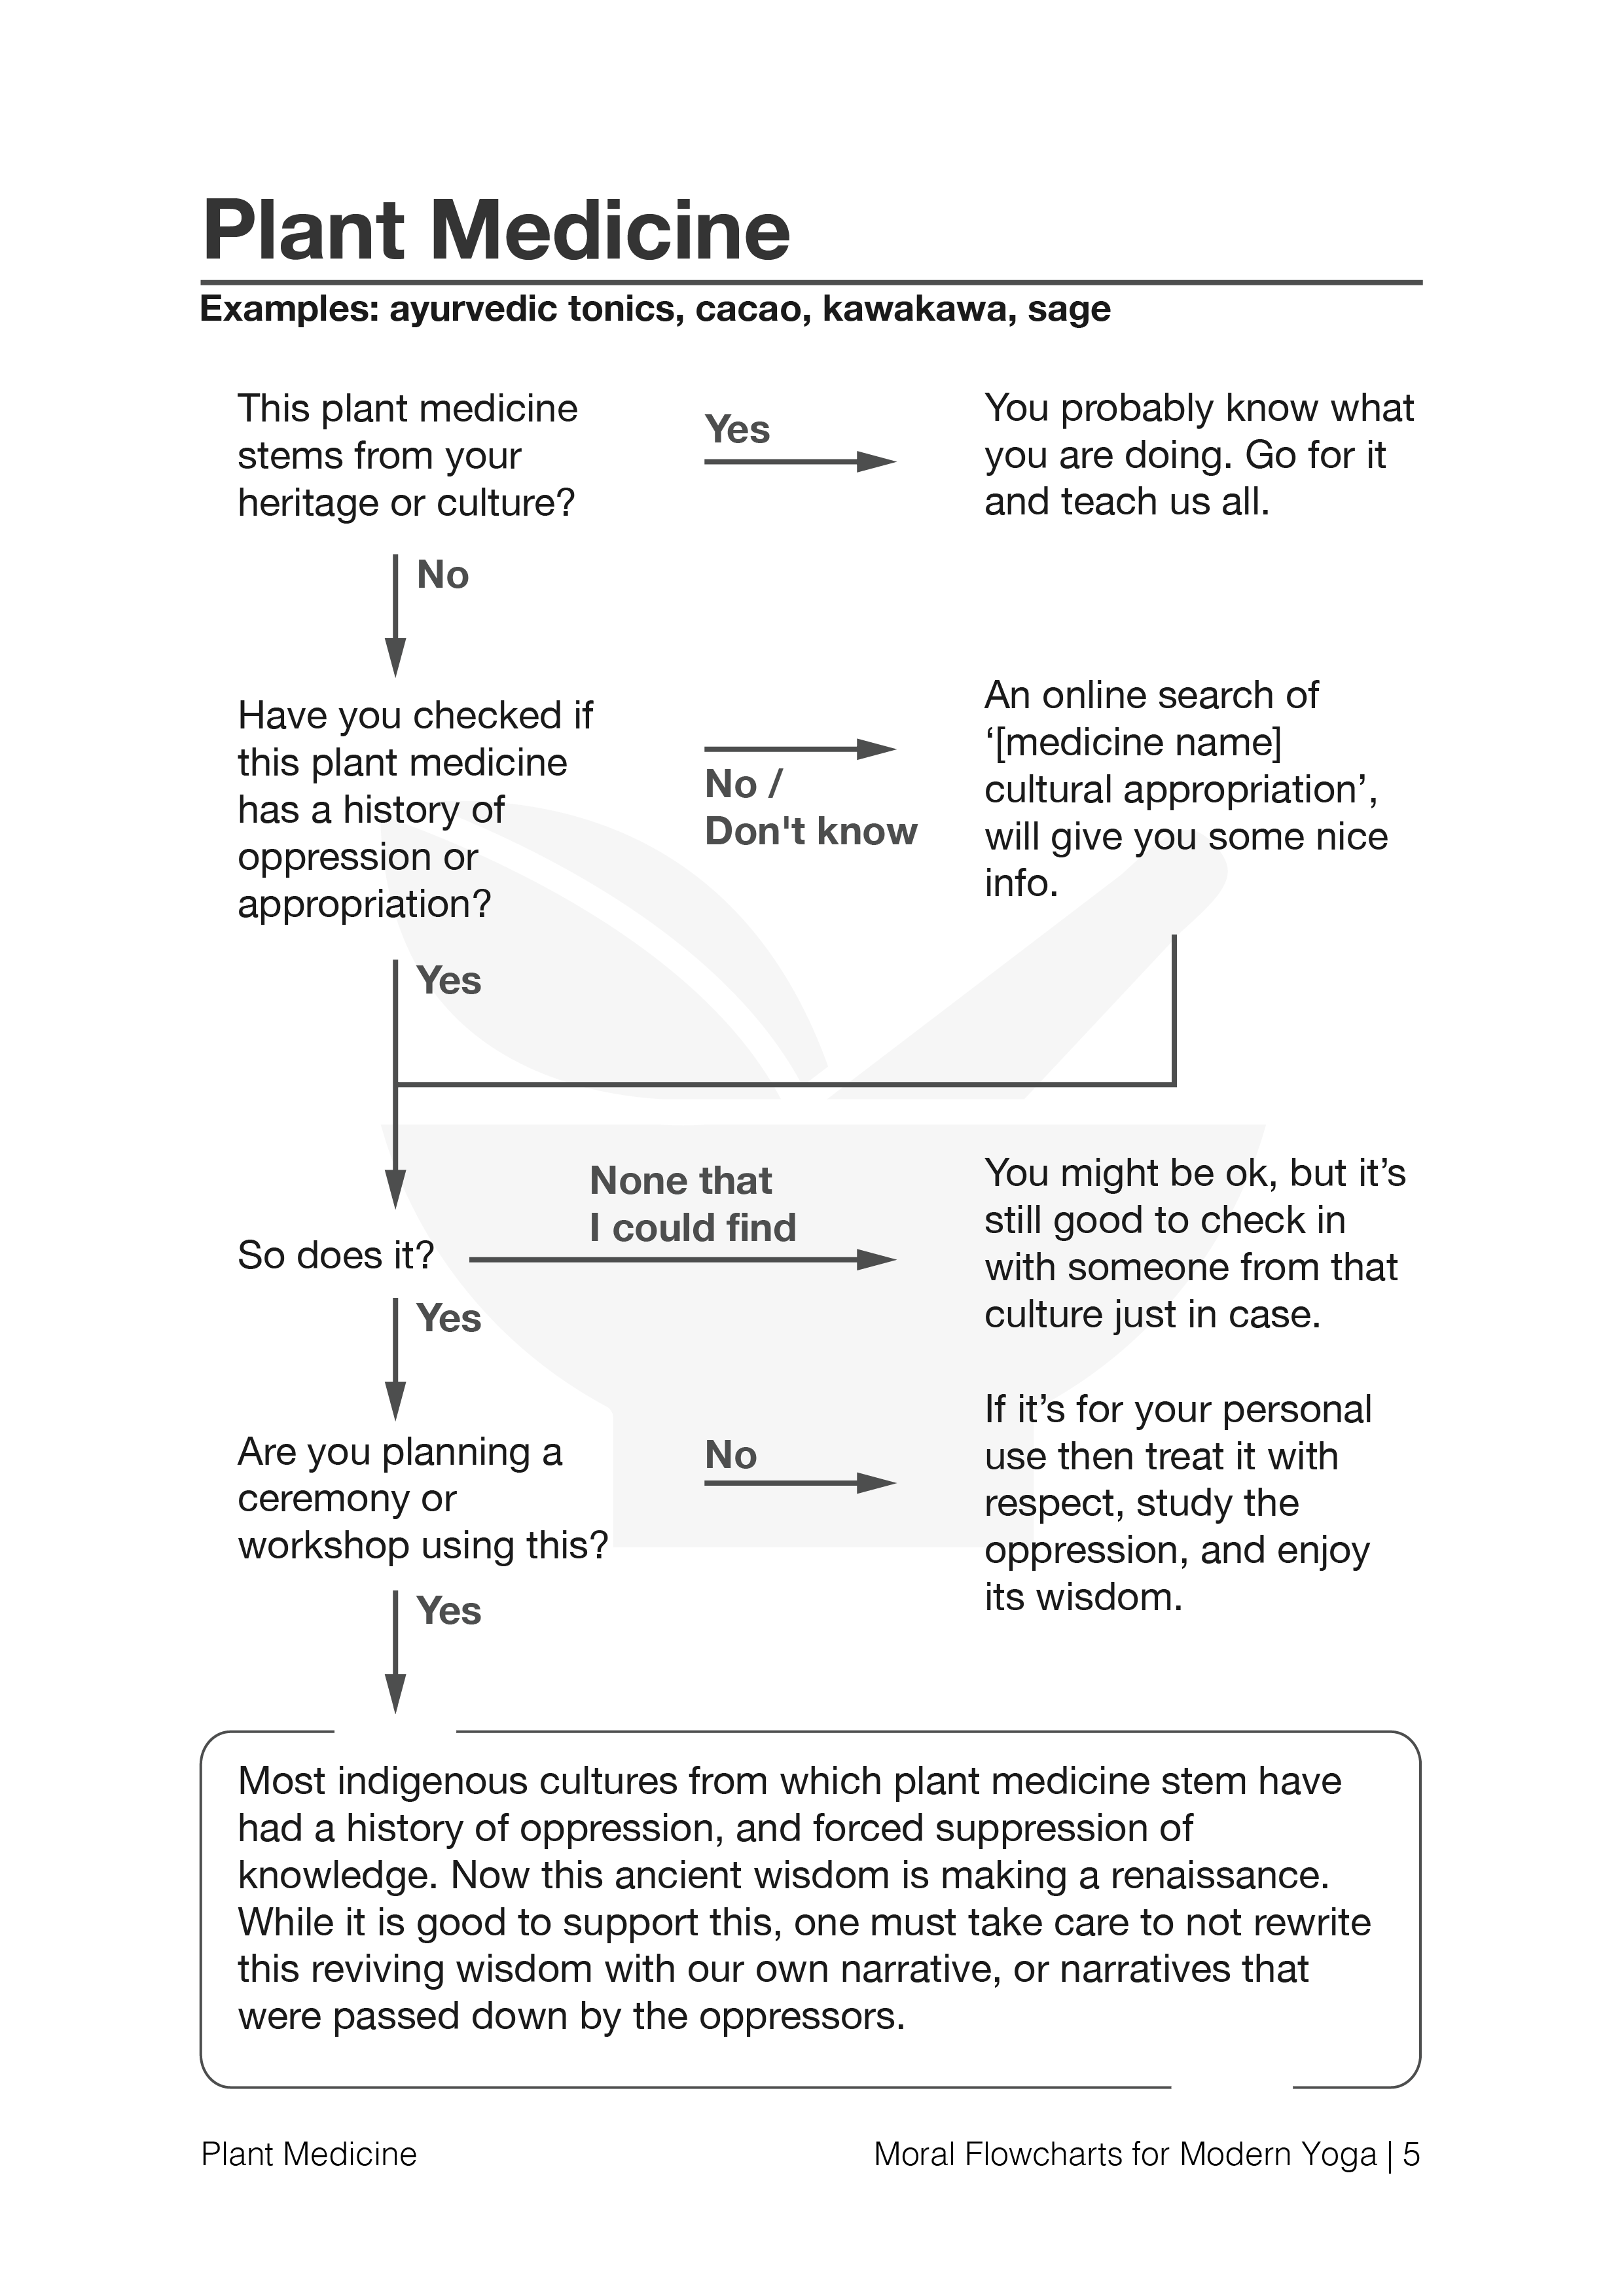 Plant Medicine
Examples: ayurvedic tonics, cacao, kawakawa, sage
This plant medicine
stems from your
heritage or culture?
Yes
You probably know what
you are doing. Go for it
and teach us all.
No
Have you checked if
this plant medicine
has a history of
oppression or
appropriation?
No /
Don't know
An online search of
‘[medicine name]
cultural appropriation’,
will give you some nice
info.
Yes
So does it?
None that
I could find
You might be ok, but it’s
still good to check in
with someone from that
culture just in case.
Yes
Are you planning a
ceremony or
workshop using this?
No
If it’s for your personal
use then treat it with
respect, study the
oppression, and enjoy
its wisdom.
Yes
Most indigenous cultures from which plant medicine stem have
had a history of oppression, and forced suppression of
knowledge. Now this ancient wisdom is making a renaissance.
While it is good to support this, one must take care to not rewrite
this reviving wisdom with our own narrative, or narratives that
were passed down by the oppressors.
Plant Medicine
Moral Flowcharts for Modern Yoga | 5